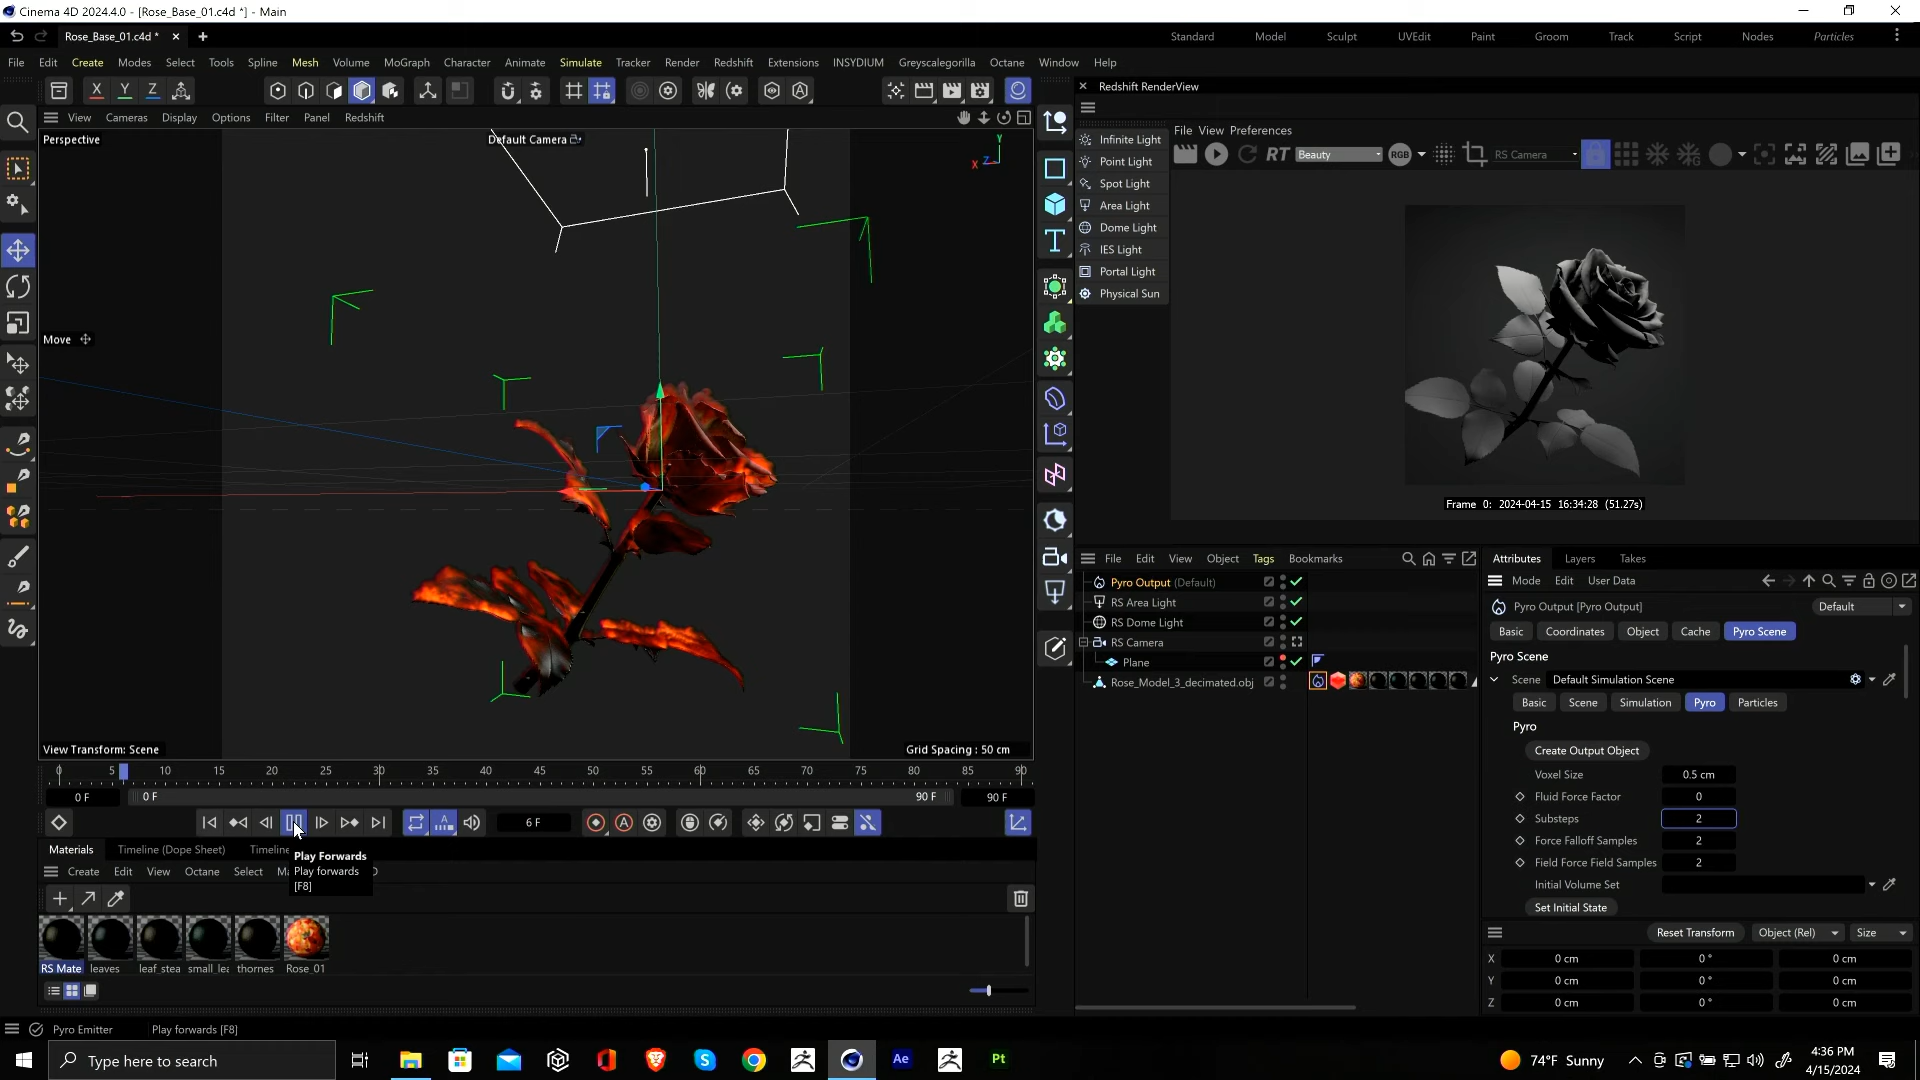 Cinema 4D 2024.4.0 - [Rose_Base_01.c4d *] - Main
Rose_Base_01.c4d *
Standard Model Sculpt UVEdit Paint Groom Track Script Nodes Particles
File Edit Create Modes Select Tools Spline Mesh Volume MoGraph Character Animate Simulate Tracker Render Redshift Extensions INSYDIUM Greyscalegorilla Octane Window Help
X Y Z
View Cameras Display Options Filter Panel Redshift
Perspective
Default Camera
Y
X Z
Move
View Transform: Scene
Grid Spacing : 50 cm
0 5 10 15 20 25 30 35 40 45 50 55 60 65 70 75 80 85 90
0 F 0 F 90 F 90 F
6 F
Materials Timeline (Dope Sheet) Timeline
Play Forwards
Play forwards
[F8]
Create Edit View Octane Select Ma
RS Mate leaves leaf_stea small_lea thornes Rose_01
Pyro Emitter Play forwards [F8]
Redshift RenderView
Infinite Light
Point Light
Spot Light
Area Light
Dome Light
IES Light
Portal Light
Physical Sun
File View Preferences
RT Beauty RGB RS Camera
Frame 0: 2024-04-15 16:34:28 (51.27s)
File Edit View Object Tags Bookmarks
Pyro Output (Default)
RS Area Light
RS Dome Light
RS Camera
Plane
Rose_Model_3_decimated.obj
Attributes Layers Takes
Mode Edit User Data
Pyro Output [Pyro Output] Default
Basic Coordinates Object Cache Pyro Scene
Pyro Scene
Scene Default Simulation Scene
Basic Scene Simulation Pyro Particles
Pyro
Create Output Object
Voxel Size 0.5 cm
Fluid Force Factor 0
Substeps 2
Force Falloff Samples 2
Field Force Field Samples 2
Initial Volume Set
Set Initial State
Reset Transform Object (Rel) Size
X 0 cm 0 ° 0 cm
Y 0 cm 0 ° 0 cm
Z 0 cm 0 ° 0 cm
Type here to search
Ae
Pt
74°F Sunny
4:36 PM
4/15/2024